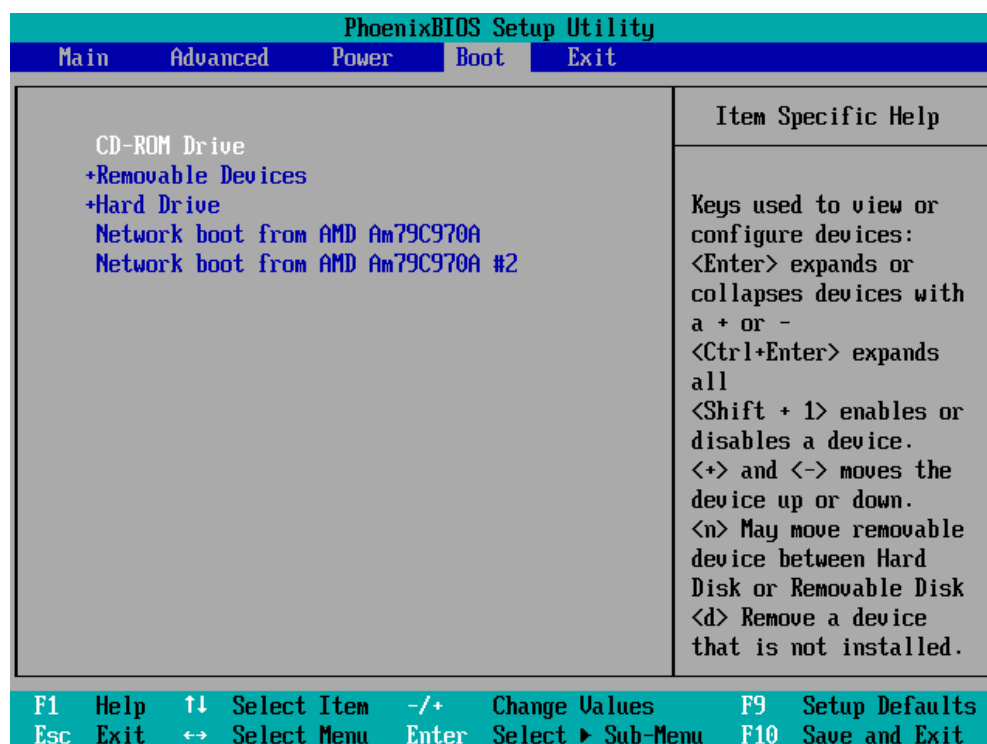 PhoenixBIOS Setup Utility
Main Advanced Power Boot Exit
CD-ROM Drive
+Removable Devices
+Hard Drive
Network boot from AMD Am79C970A
Network boot from AMD Am79C970A #2
Item Specific Help
Keys used to view or
configure devices:
<Enter> expands or
collapses devices with
a + or -
<Ctrl+Enter> expands
all
<Shift + 1> enables or
disables a device.
<+> and <-> moves the
device up or down.
<n> May move removable
device between Hard
Disk or Removable Disk
<d> Remove a device
that is not installed.
F1 Help ↑↓ Select Item -/+ Change Values F9 Setup Defaults
Esc Exit ↔ Select Menu Enter Select ▶ Sub-Menu F10 Save and Exit